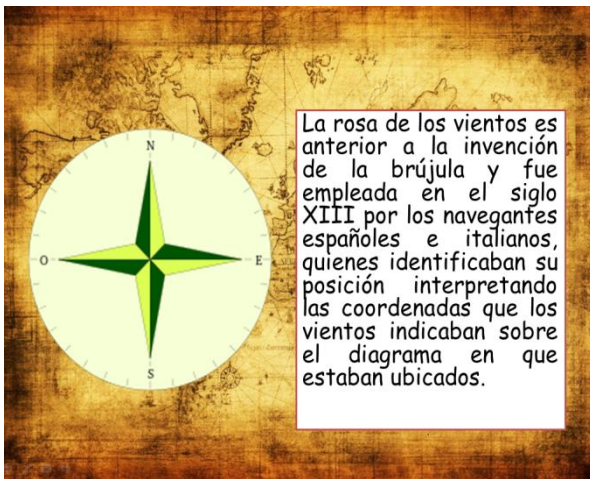 N
O
E
S
La rosa de los vientos es
anterior a la invención
de la brújula y fue
empleada en el siglo
XIII por los navegantes
españoles e italianos,
quienes identificaban su
posición interpretando
las coordenadas que los
vientos indicaban sobre
el diagrama en que
estaban ubicados.